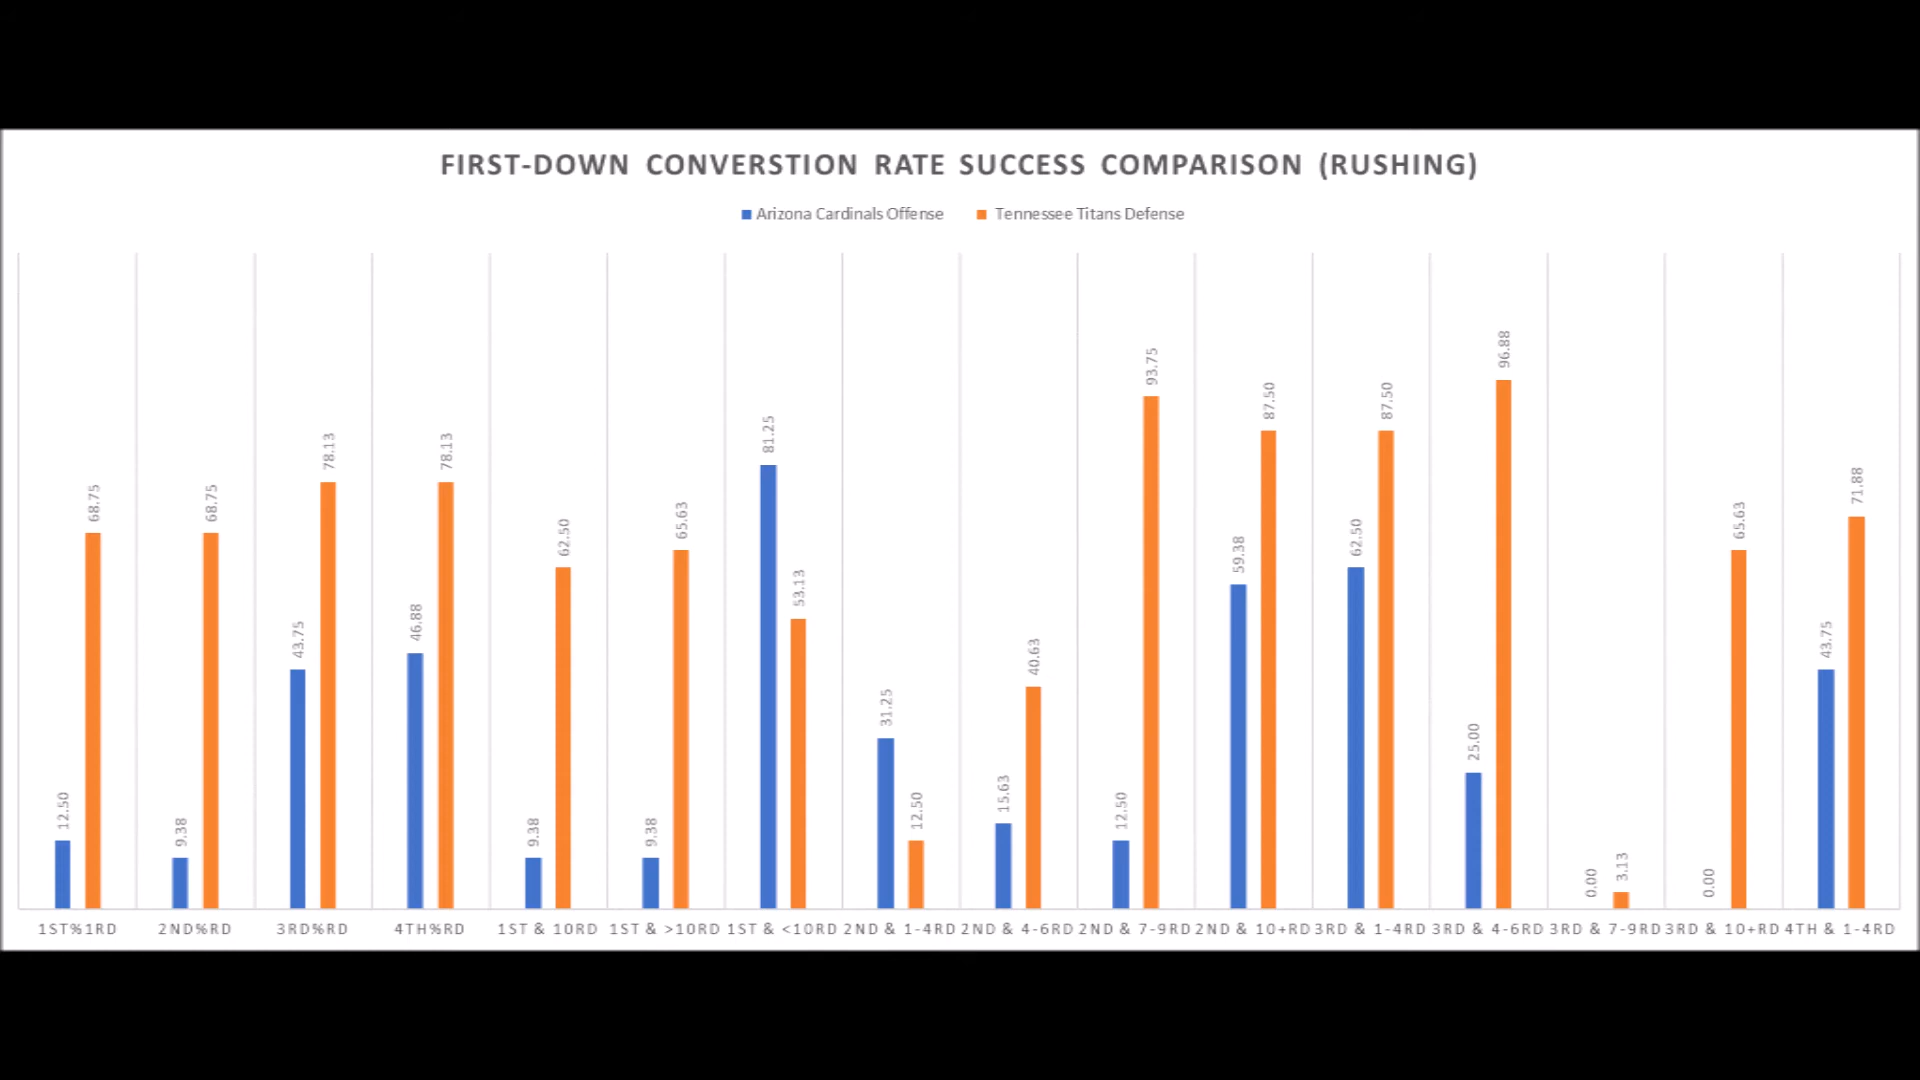 FIRST-DOWN CONVERSTION RATE SUCCESS COMPARISON (RUSHING)
Arizona Cardinals Offense Tennessee Titans Defense
12.50 68.75 9.38 68.75 43.75 78.13 46.88 78.13 9.38 62.50 9.38 65.63 81.25 53.13 31.25 12.50 15.63 40.63 12.50 93.75 59.38 87.50 62.50 87.50 25.00 96.88 0.00 3.13 0.00 65.63 43.75 71.88
1ST%1RD 2ND%RD 3RD%RD 4TH%RD 1ST & 10RD 1ST & >10RD 1ST & <10RD 2ND & 1-4RD 2ND & 4-6RD 2ND & 7-9RD 2ND & 10+RD 3RD & 1-4RD 3RD & 4-6RD 3RD & 7-9RD 3RD & 10+RD 4TH & 1-4RD